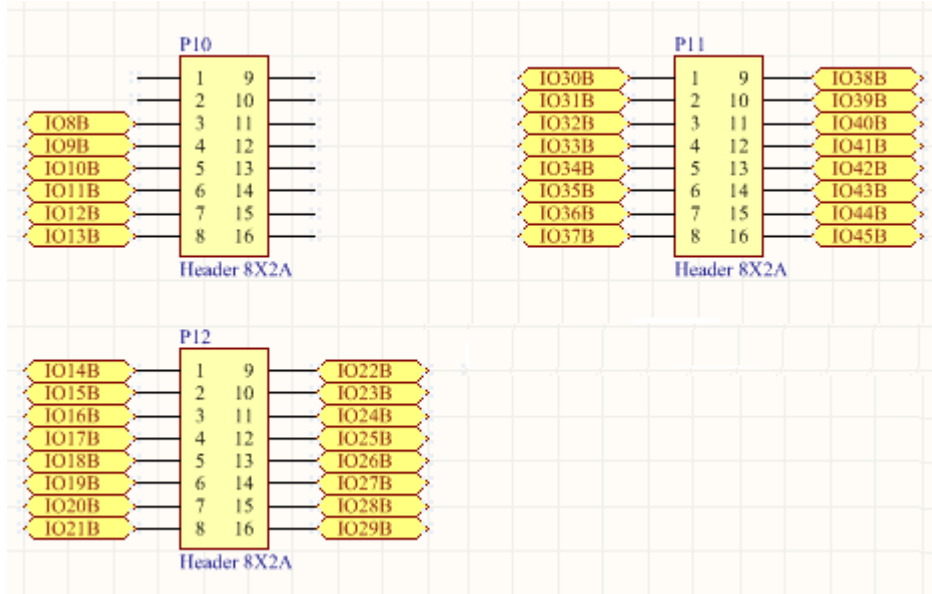 P10
1 9
2 10
IO8B 3 11
IO9B 4 12
IO10B 5 13
IO11B 6 14
IO12B 7 15
IO13B 8 16
Header 8X2A
P11
IO30B 1 9 IO38B
IO31B 2 10 IO39B
IO32B 3 11 IO40B
IO33B 4 12 IO41B
IO34B 5 13 IO42B
IO35B 6 14 IO43B
IO36B 7 15 IO44B
IO37B 8 16 IO45B
Header 8X2A
P12
IO14B 1 9 IO22B
IO15B 2 10 IO23B
IO16B 3 11 IO24B
IO17B 4 12 IO25B
IO18B 5 13 IO26B
IO19B 6 14 IO27B
IO20B 7 15 IO28B
IO21B 8 16 IO29B
Header 8X2A